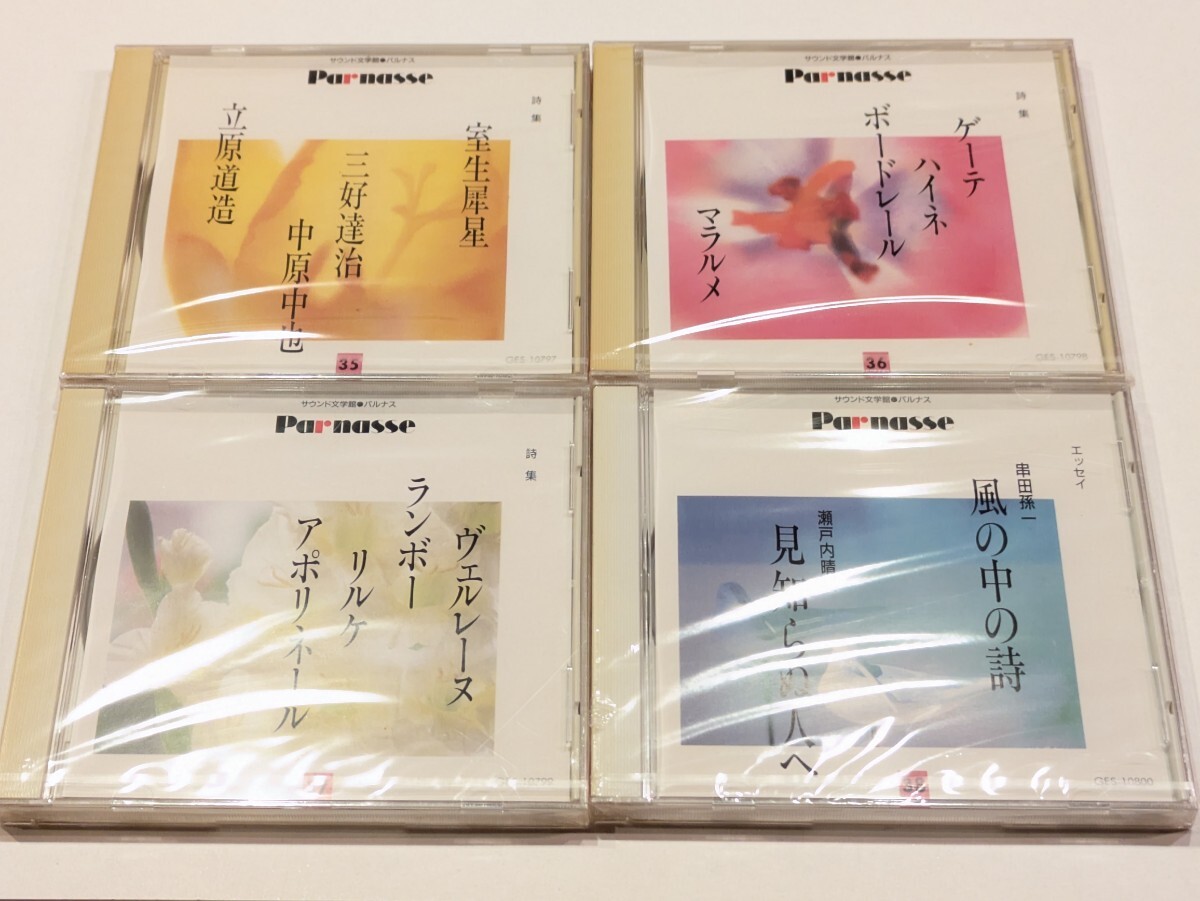 サウンド文学館●パルナス
Parnasse
詩集
室生犀星
三好達治
中原中也
立原道造
35
GES-10797
サウンド文学館●パルナス
Parnasse
詩集
ゲーテ
ハイネ
ボードレール
マラルメ
36
GES-10798
サウンド文学館●パルナス
Parnasse
詩集
ヴェルレーヌ
ランボー
リルケ
アポリネール
サウンド文学館●パルナス
Parnasse
エッセイ
串田孫一
風の中の詩
瀬戸内晴
見知らぬ人へ
38
GES-10800